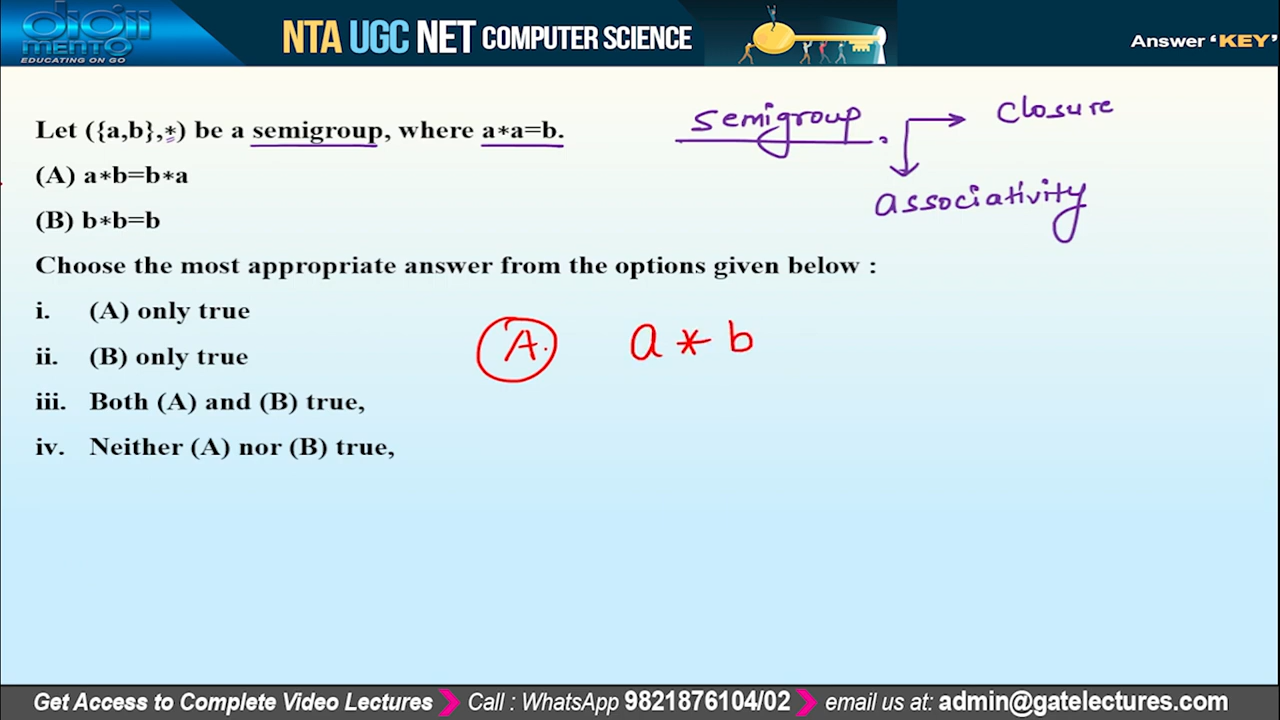 digii
MENTO
EDUCATING ON GO
NTA UGC NET COMPUTER SCIENCE
Answer ‘KEY’
Let ({a,b},*) be a semigroup, where a*a=b.
(A) a*b=b*a
(B) b*b=b
Choose the most appropriate answer from the options given below :
i. (A) only true
ii. (B) only true
iii. Both (A) and (B) true,
iv. Neither (A) nor (B) true,
semigroup.
closure
associativity
A. a * b
Get Access to Complete Video Lectures Call : WhatsApp 9821876104/02 email us at: admin@gatelectures.com